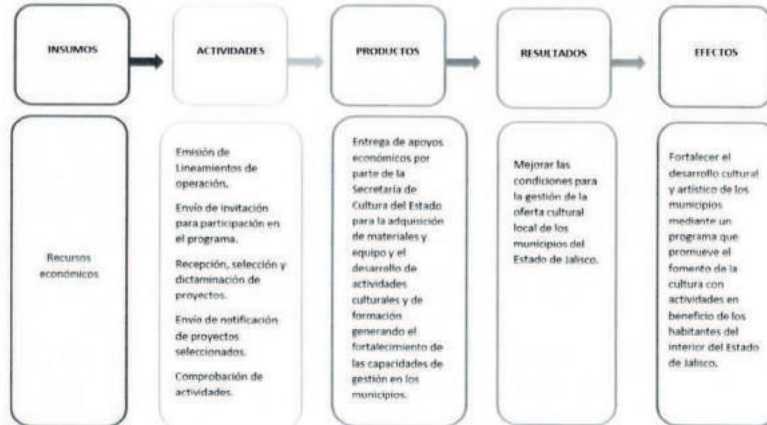 INSUMOS
ACTIVIDADES
PRODUCTOS
RESULTADOS
EFECTOS
Recursos
económicos
Emisión de
Lineamientos de
operación.
Envío de invitación
para participación en
el programa.
Recepción, selección y
dictaminación de
proyectos.
Envío de notificación
de proyectos
seleccionados.
Comprobación de
actividades.
Entrega de apoyos
económicos por
parte de la
Secretaría de
Cultura del Estado
para la adquisición
de materiales y
equipo y el
desarrollo de
actividades
culturales y de
formación
generando el
fortalecimiento de
las capacidades de
gestión en los
municipios.
Mejorar las
condiciones para
la gestión de la
oferta cultural
local de los
municipios del
Estado de Jalisco.
Fortalecer el
desarrollo cultural
y artístico de los
municipios
mediante un
programa que
promueve el
fomento de la
cultura con
actividades en
beneficio de los
habitantes del
interior del Estado
de Jalisco.